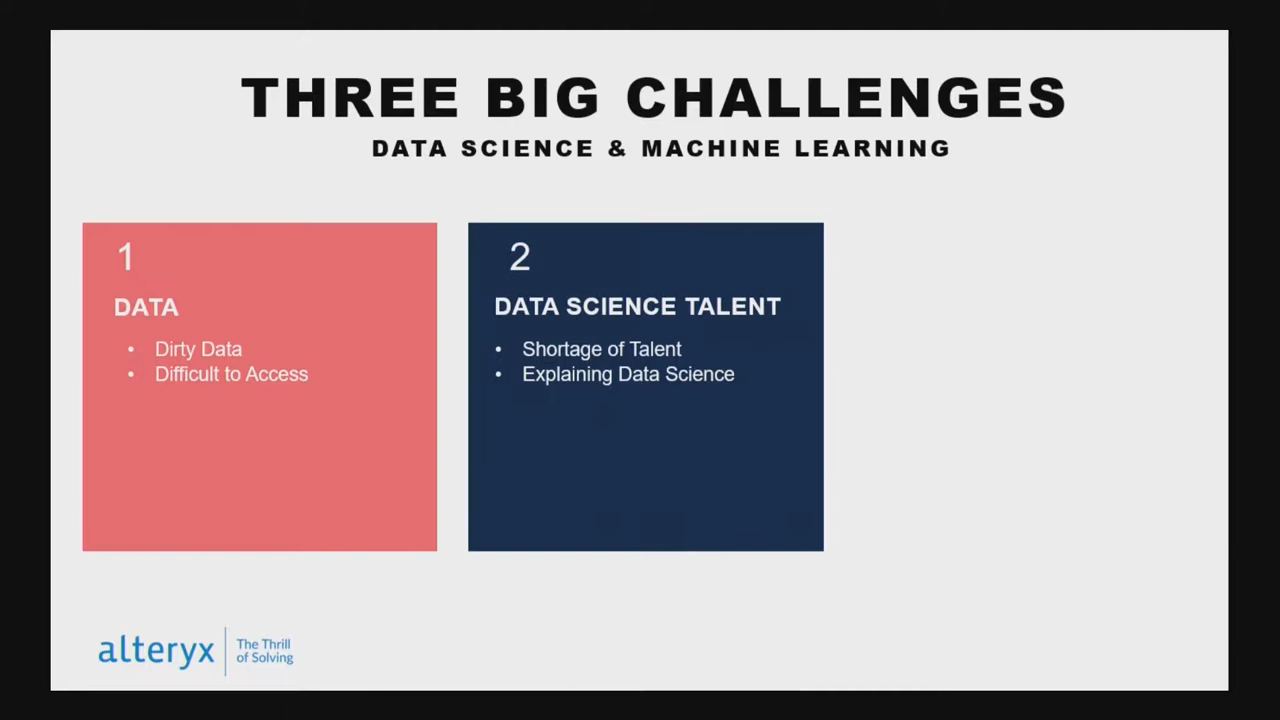 THREE BIG CHALLENGES
DATA SCIENCE & MACHINE LEARNING
1
DATA
• Dirty Data
• Difficult to Access
2
DATA SCIENCE TALENT
• Shortage of Talent
• Explaining Data Science
alteryx
The Thrill
of Solving